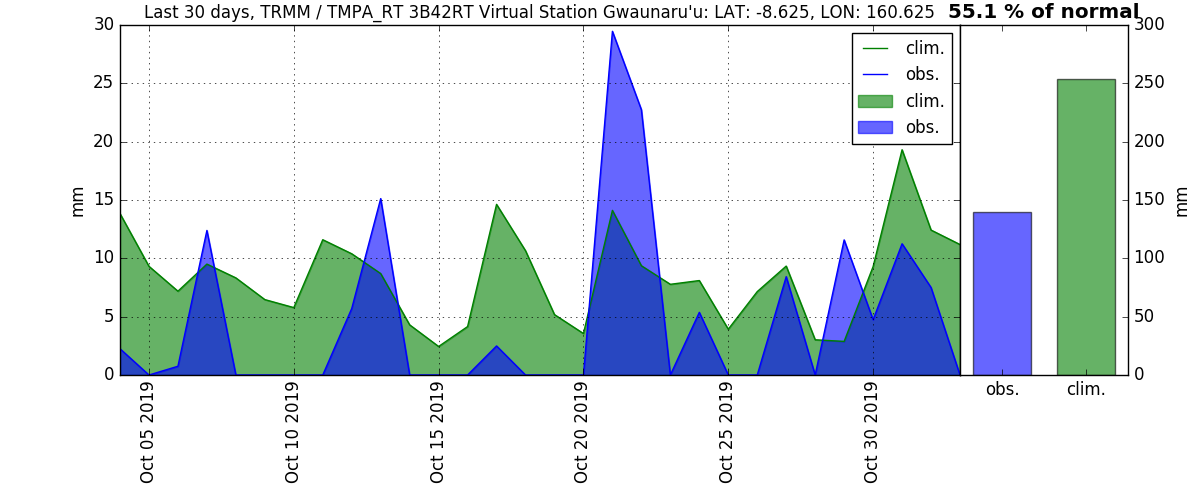 Last 30 days, TRMM / TMPA_RT 3B42RT Virtual Station Gwaunaru'u: LAT: -8.625, LON: 160.625
55.1 % of normal
30
25
20
15
10
5
0
mm
clim.
obs.
clim.
obs.
Oct 05 2019
Oct 10 2019
Oct 15 2019
Oct 20 2019
Oct 25 2019
Oct 30 2019
obs.
clim.
300
250
200
150
100
50
0
mm